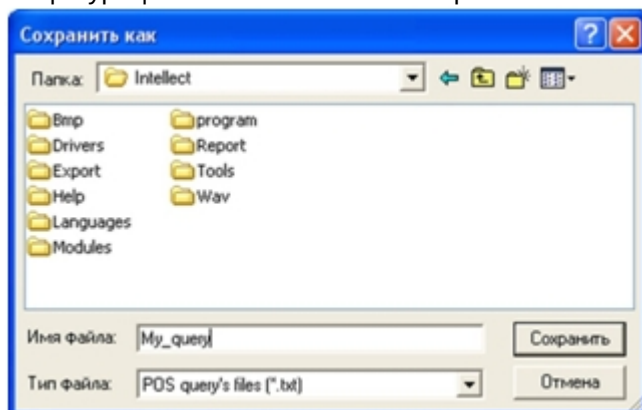 Сохранить как
Папка: Intellect
Bmp program
Drivers Report
Export Tools
Help Wav
Languages
Modules
Имя файла: My_query Сохранить
Тип файла: POS query's files (*.txt) Отмена